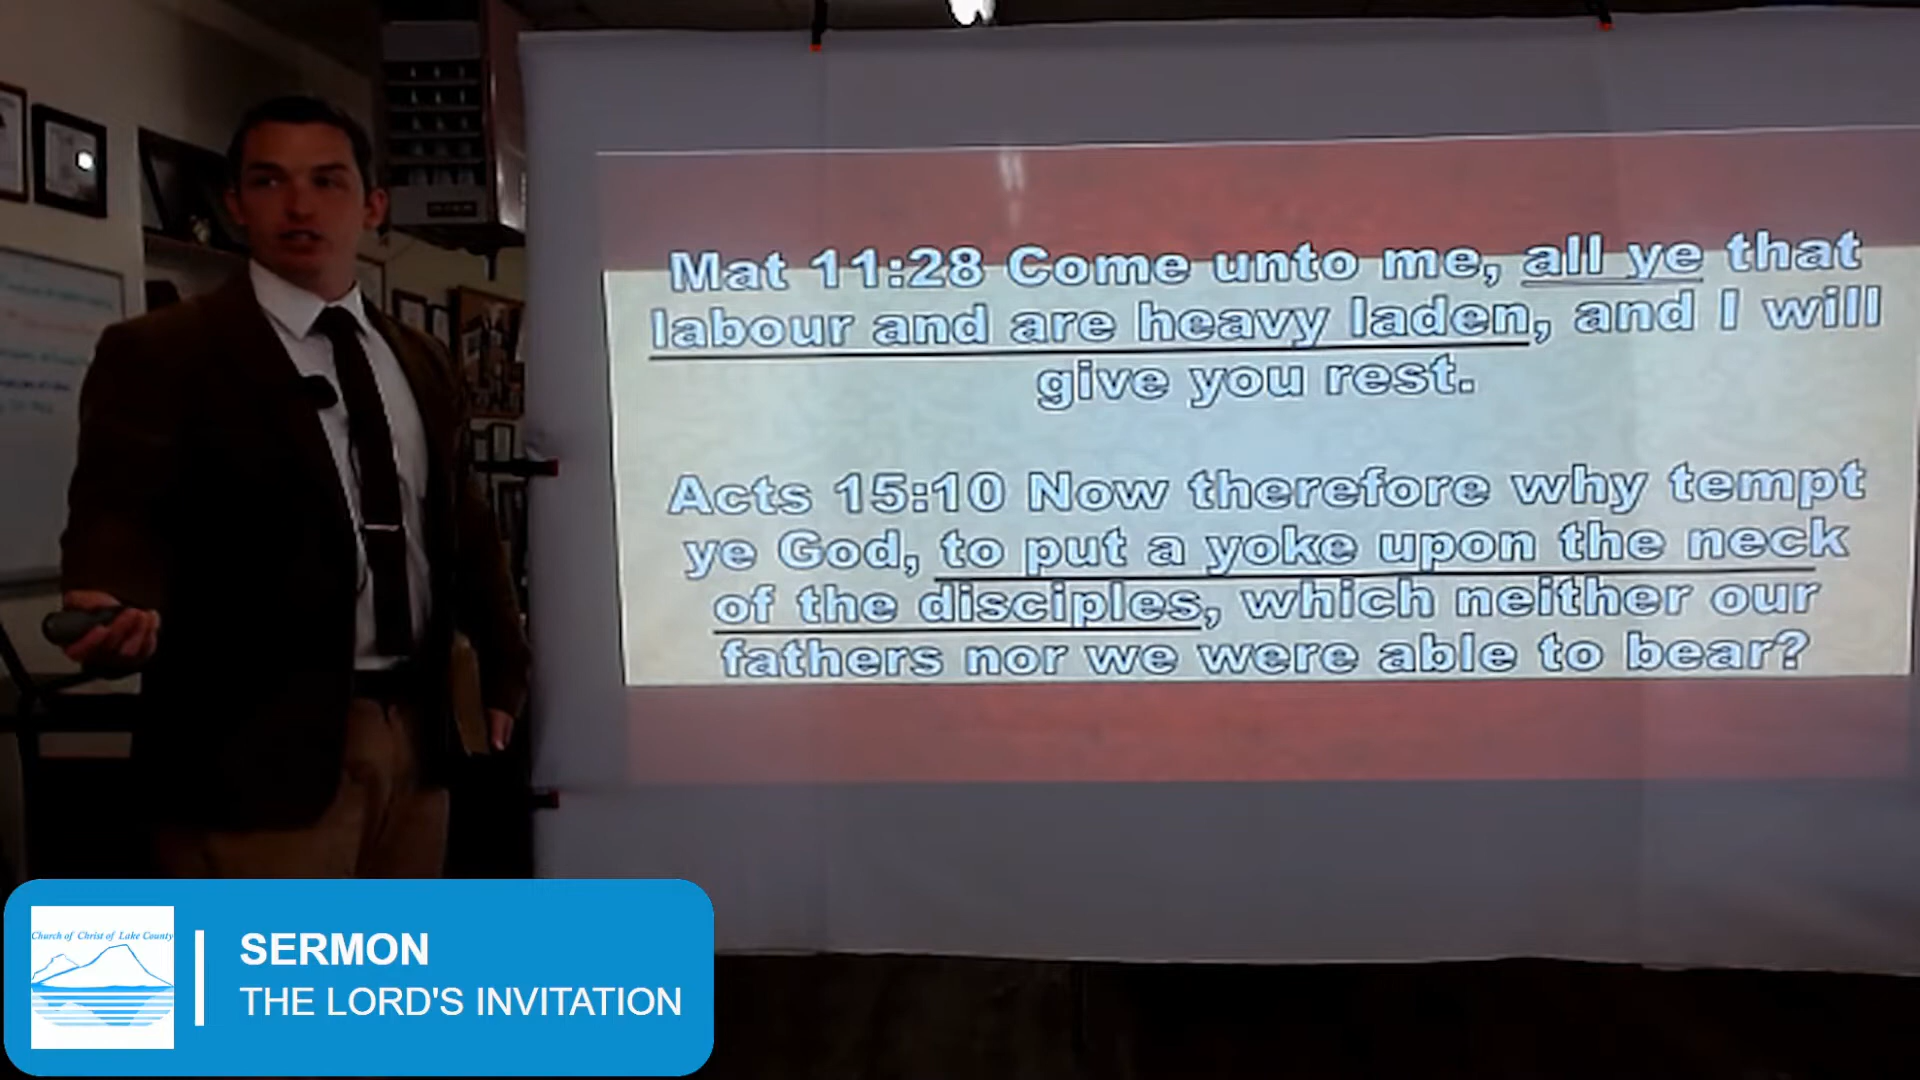 Mat 11:28 Come unto me, all ye that
labour and are heavy laden, and I will
give you rest.
Acts 15:10 Now therefore why tempt
ye God, to put a yoke upon the neck
of the disciples, which neither our
fathers nor we were able to bear?
Church of Christ of Lake County
SERMON
THE LORD'S INVITATION